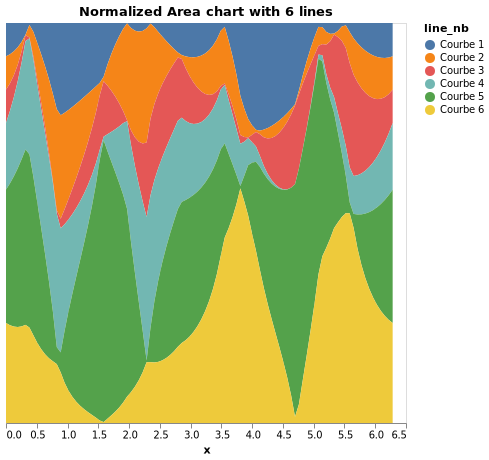 Normalized Area chart with 6 lines
line_nb
Courbe 1
Courbe 2
Courbe 3
Courbe 4
Courbe 5
Courbe 6
0.0 0.5 1.0 1.5 2.0 2.5 3.0 3.5 4.0 4.5 5.0 5.5 6.0 6.5
x